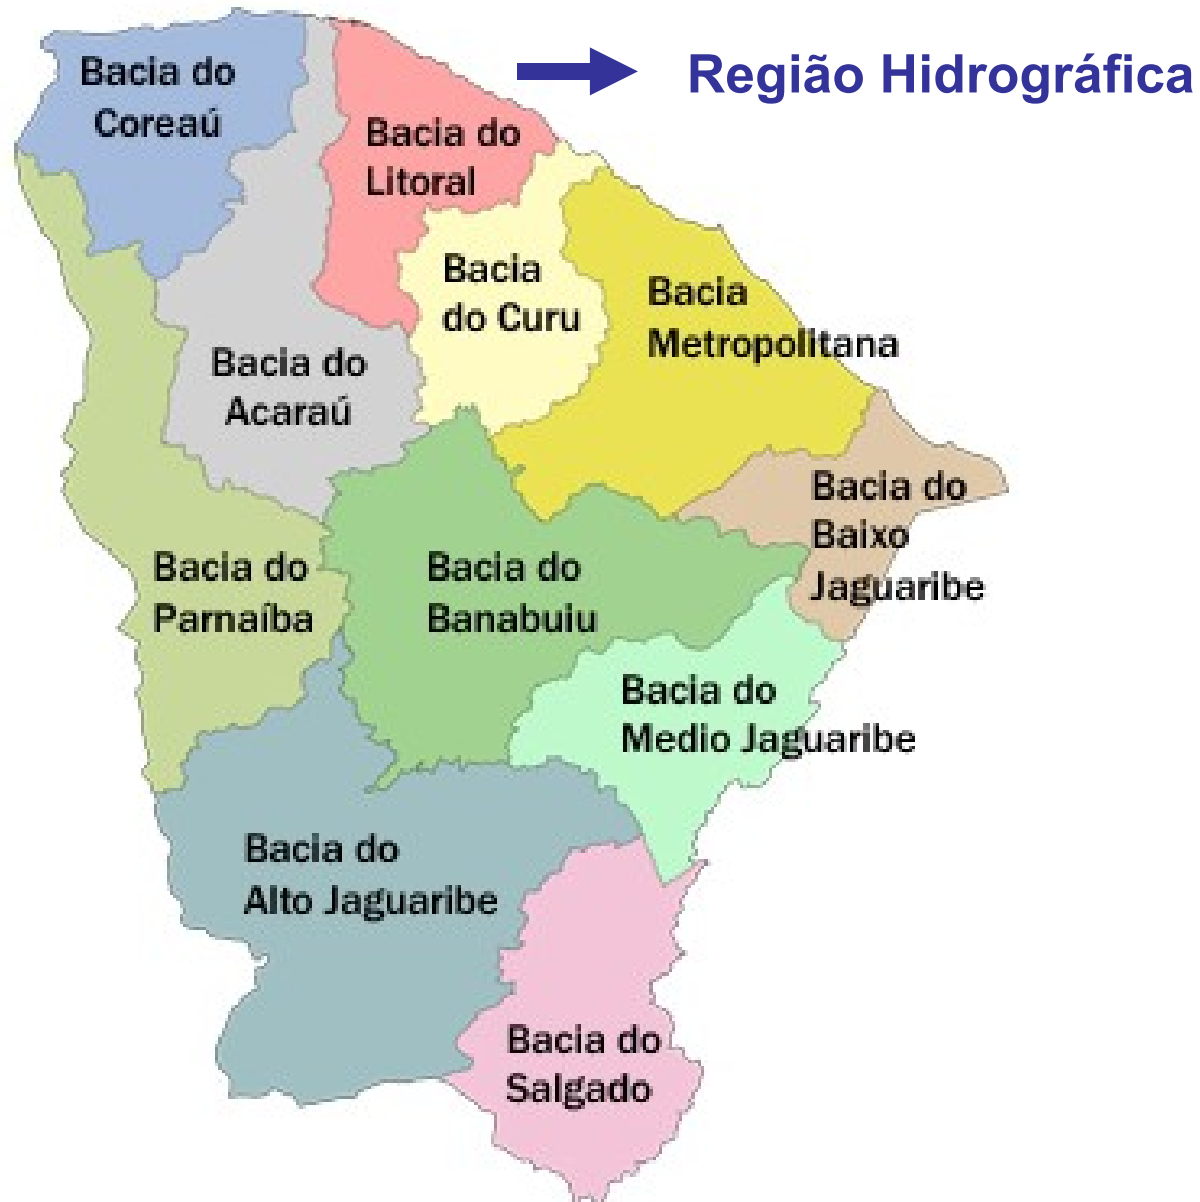 Região Hidrográfica
Bacia do
Coreaú
Bacia do
Litoral
Bacia
do Curu
Bacia
Metropolitana
Bacia do
Acaraú
Bacia do
Baixo
Jaguaribe
Bacia do
Parnaíba
Bacia do
Banabuiu
Bacia do
Medio Jaguaribe
Bacia do
Alto Jaguaribe
Bacia do
Salgado